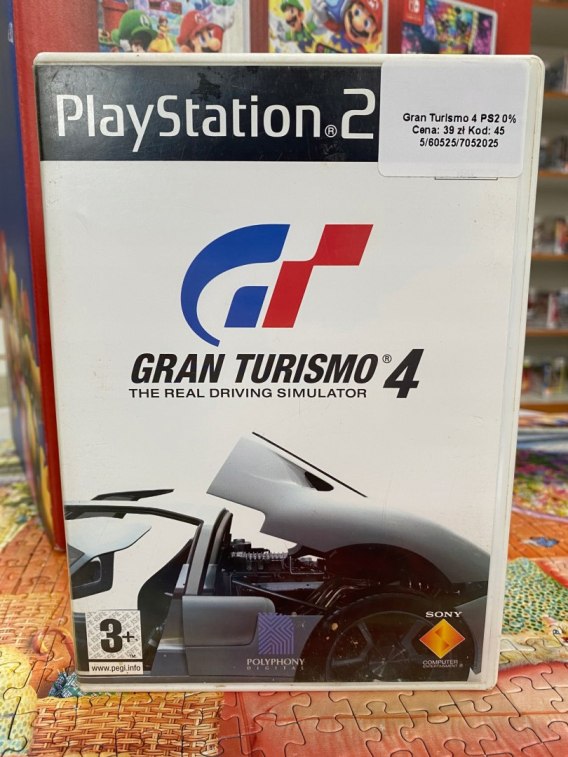 PlayStation®2
Gran Turismo 4 PS2 0%
Cena: 39 zł Kod: 45
5/60525/7052025
GRAN TURISMO®4
THE REAL DRIVING SIMULATOR
3+
www.pegi.info
POLYPHONY
DIGITAL
SONY
COMPUTER
ENTERTAINMENT®